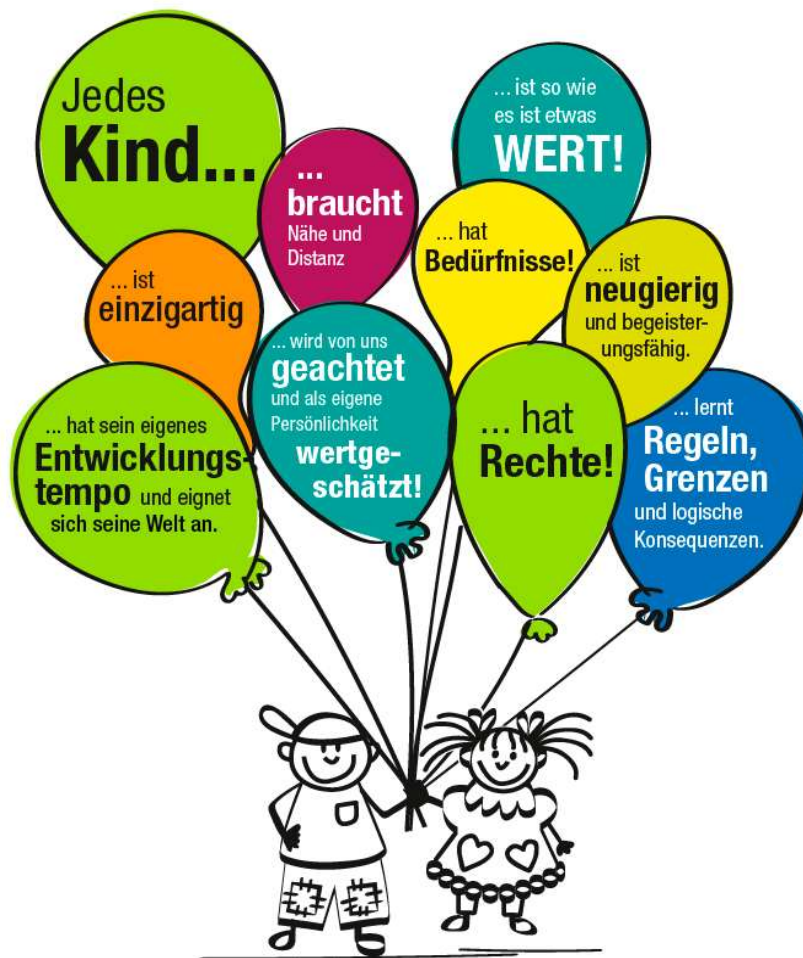 Jedes
Kind...
... ist so wie
es ist etwas
WERT!
...
braucht
Nähe und
Distanz
... hat
Bedürfnisse!
... ist
einzigartig
... ist
neugierig
und begeister-
ungsfähig.
... wird von uns
geachtet
und als eigene
Persönlichkeit
wertge-
schätzt!
... hat sein eigenes
Entwicklungs-
tempo und eignet
sich seine Welt an.
... hat
Rechte!
... lernt
Regeln,
Grenzen
und logische
Konsequenzen.